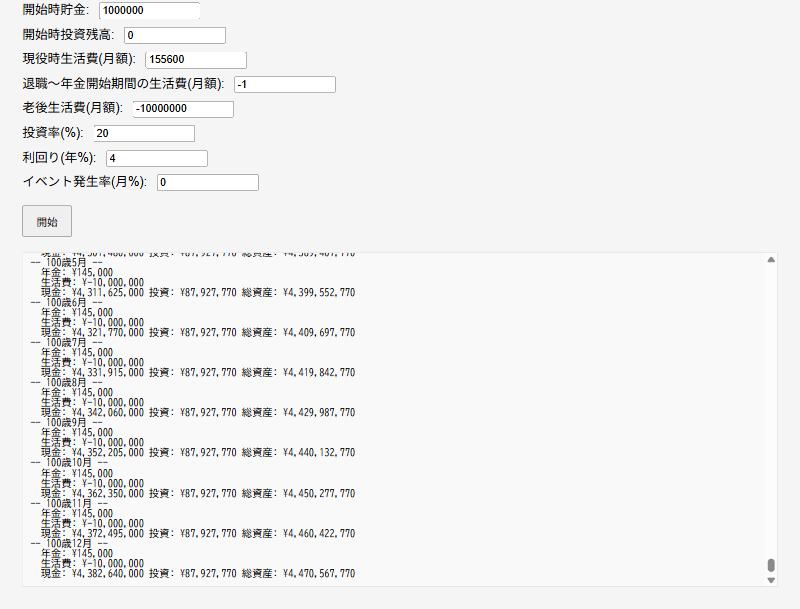 開始時貯金: 1000000
開始時投資残高: 0
現役時生活費(月額): 155600
退職～年金開始期間の生活費(月額): -1
老後生活費(月額): -10000000
投資率(%): 20
利回り(年%): 4
イベント発生率(月%): 0
開始
-- 100歳5月 --
年金: ¥145,000
生活費: ¥-10,000,000
現金: ¥4,311,625,000 投資: ¥87,927,770 総資産: ¥4,399,552,770
-- 100歳6月 --
年金: ¥145,000
生活費: ¥-10,000,000
現金: ¥4,321,770,000 投資: ¥87,927,770 総資産: ¥4,409,697,770
-- 100歳7月 --
年金: ¥145,000
生活費: ¥-10,000,000
現金: ¥4,331,915,000 投資: ¥87,927,770 総資産: ¥4,419,842,770
-- 100歳8月 --
年金: ¥145,000
生活費: ¥-10,000,000
現金: ¥4,342,060,000 投資: ¥87,927,770 総資産: ¥4,429,987,770
-- 100歳9月 --
年金: ¥145,000
生活費: ¥-10,000,000
現金: ¥4,352,205,000 投資: ¥87,927,770 総資産: ¥4,440,132,770
-- 100歳10月 --
年金: ¥145,000
生活費: ¥-10,000,000
現金: ¥4,362,350,000 投資: ¥87,927,770 総資産: ¥4,450,277,770
-- 100歳11月 --
年金: ¥145,000
生活費: ¥-10,000,000
現金: ¥4,372,495,000 投資: ¥87,927,770 総資産: ¥4,460,422,770
-- 100歳12月 --
年金: ¥145,000
生活費: ¥-10,000,000
現金: ¥4,382,640,000 投資: ¥87,927,770 総資産: ¥4,470,567,770